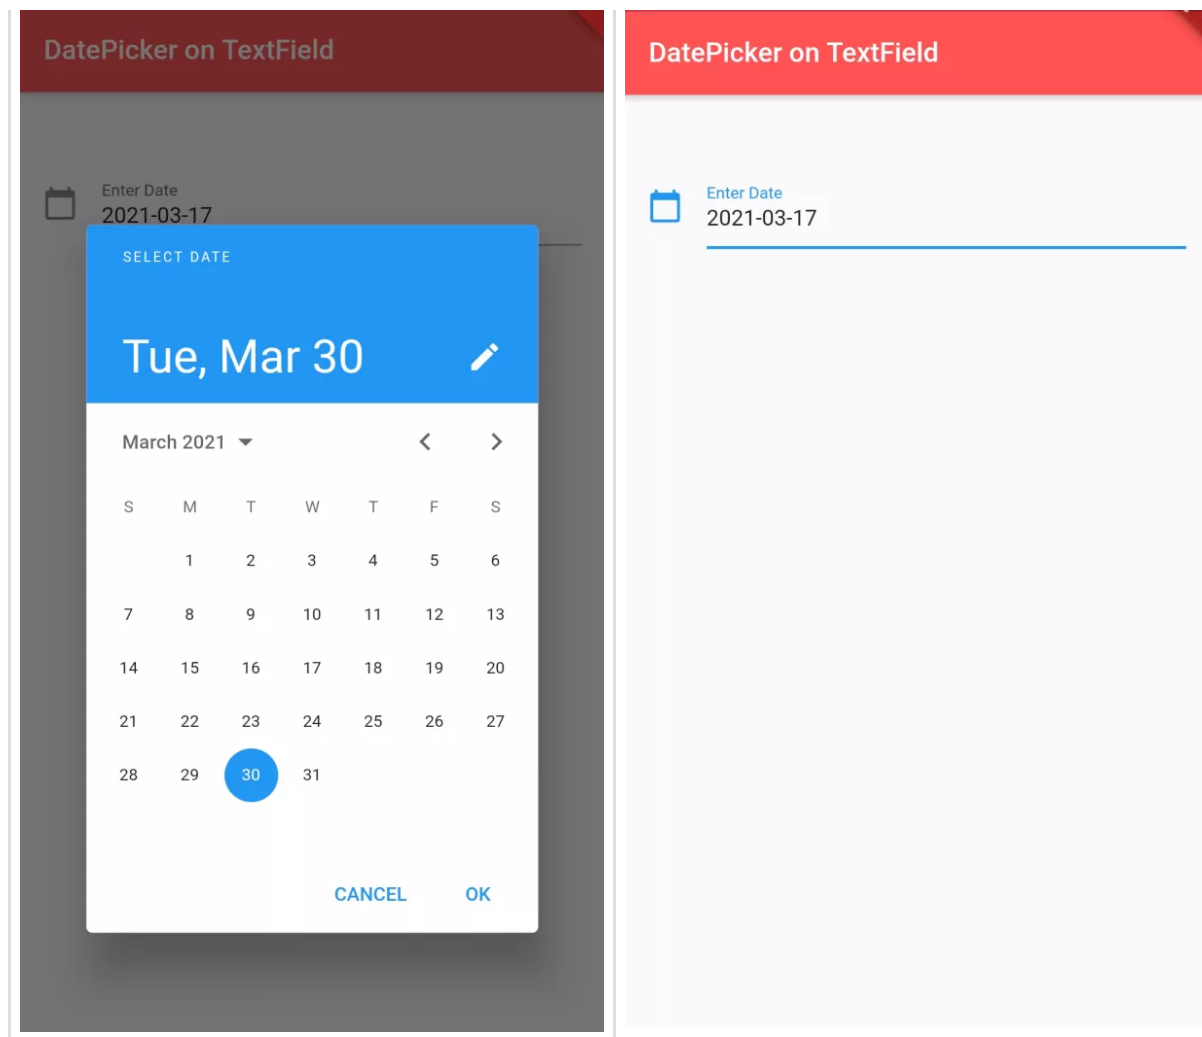 DatePicker on TextField
Enter Date
2021-03-17
SELECT DATE
Tue, Mar 30
March 2021
S M T W T F S
1 2 3 4 5 6
7 8 9 10 11 12 13
14 15 16 17 18 19 20
21 22 23 24 25 26 27
28 29 30 31
CANCEL OK
DatePicker on TextField
Enter Date
2021-03-17